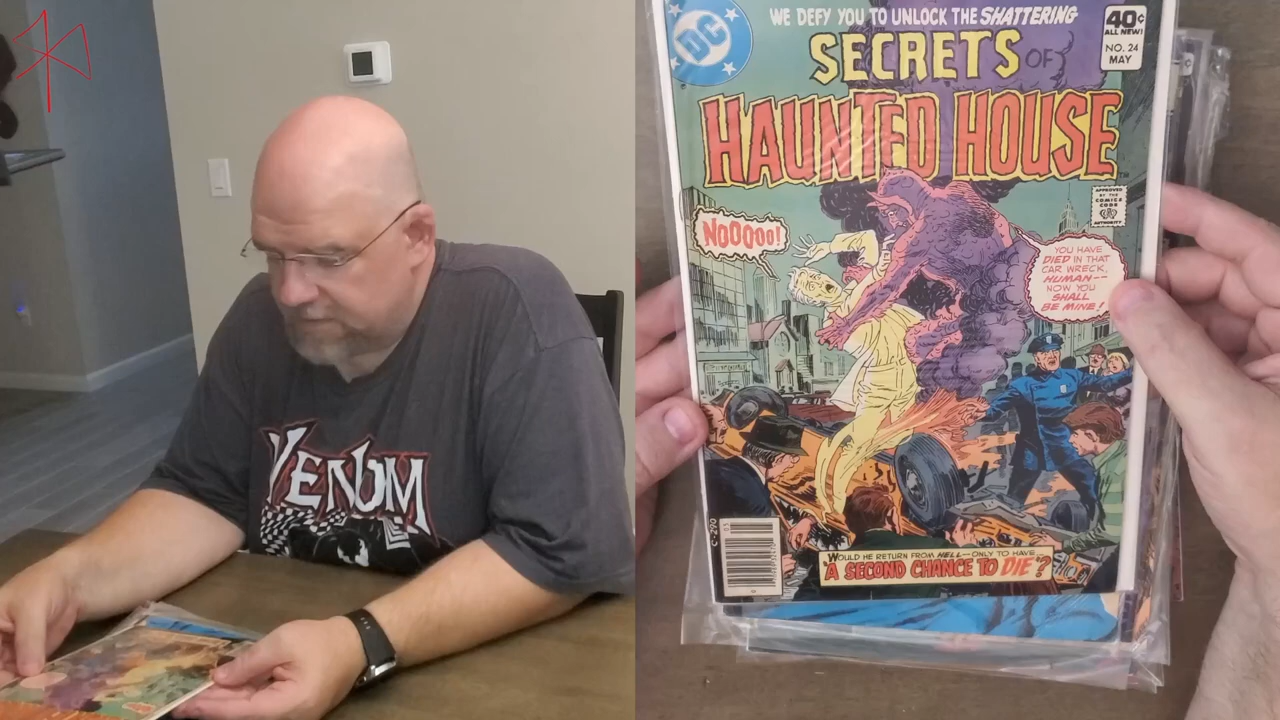 VENOM
DC
WE DEFY YOU TO UNLOCK THE SHATTERING
SECRETS OF
HAUNTED HOUSE
40¢
ALL NEW!
NO. 24
MAY
APPROVED
BY THE
COMICS
CODE
AUTHORITY
NOOOOO!
YOU HAVE
DIED IN THAT
CAR WRECK,
HUMAN--
NOW YOU
SHALL
BE MINE!
C-290
WOULD HE RETURN FROM HELL--ONLY TO HAVE...
"A SECOND CHANCE TO DIE"?